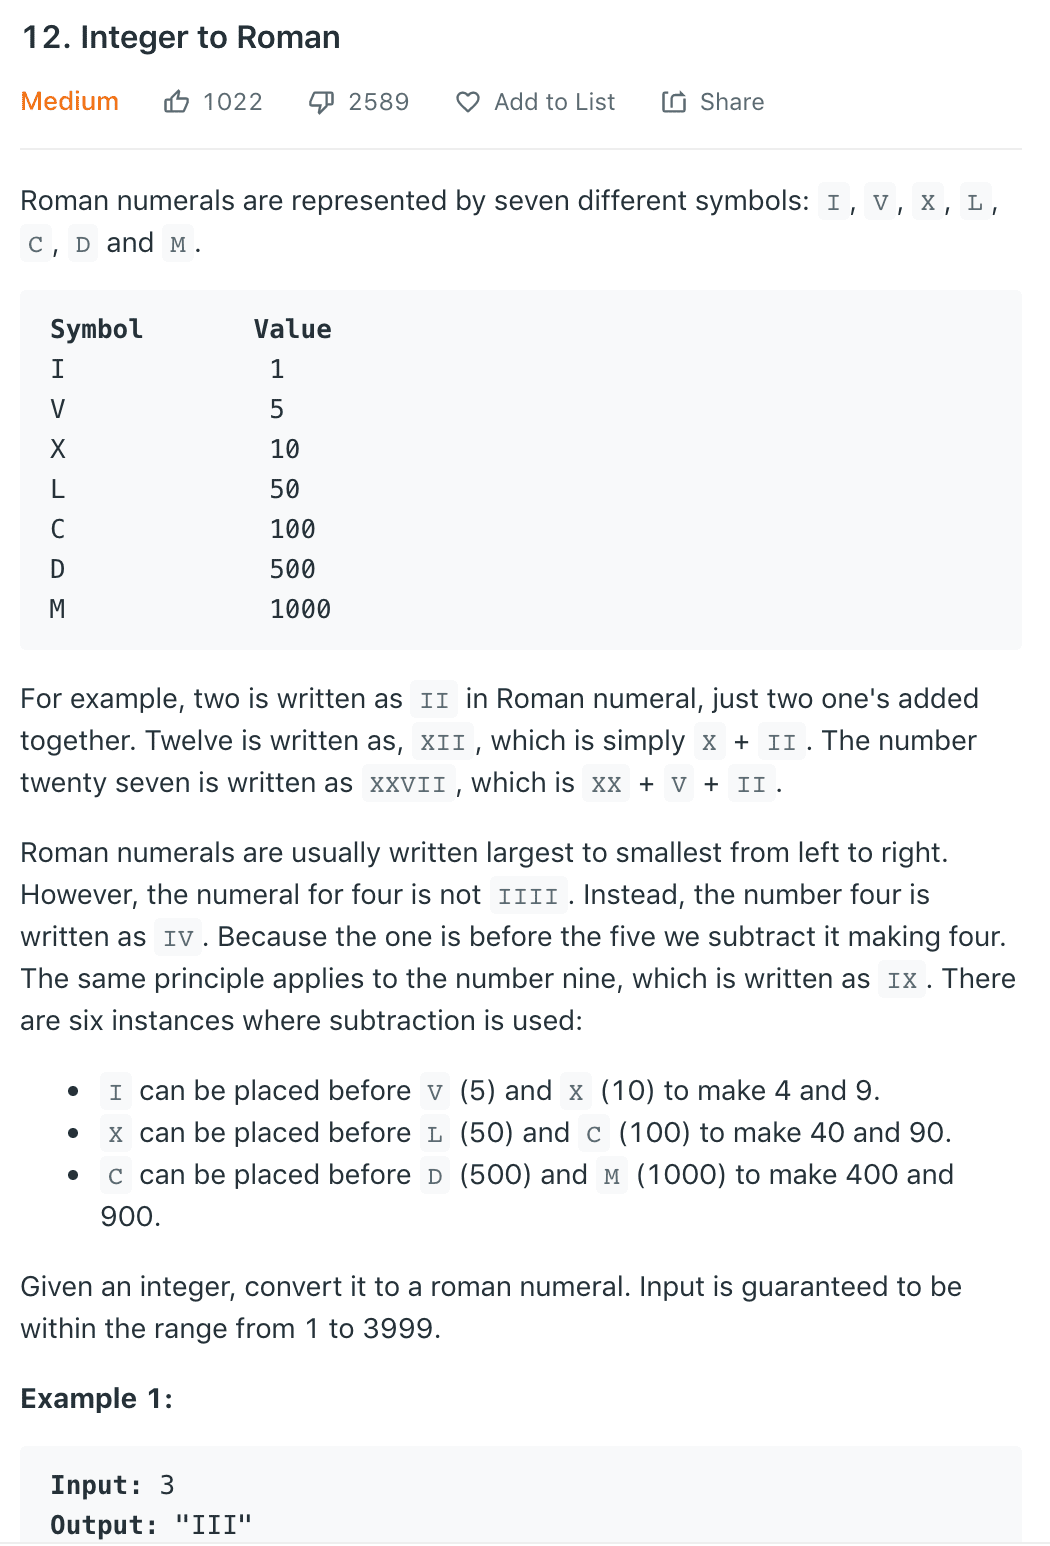 12. Integer to Roman
Medium 1022 2589 Add to List Share
Roman numerals are represented by seven different symbols: I, V, X, L,
C, D and M.
Symbol Value
I 1
V 5
X 10
L 50
C 100
D 500
M 1000
For example, two is written as II in Roman numeral, just two one's added
together. Twelve is written as, XII, which is simply X + II. The number
twenty seven is written as XXVII, which is XX + V + II.
Roman numerals are usually written largest to smallest from left to right.
However, the numeral for four is not IIII. Instead, the number four is
written as IV. Because the one is before the five we subtract it making four.
The same principle applies to the number nine, which is written as IX. There
are six instances where subtraction is used:
• I can be placed before V (5) and X (10) to make 4 and 9.
• X can be placed before L (50) and C (100) to make 40 and 90.
• C can be placed before D (500) and M (1000) to make 400 and
900.
Given an integer, convert it to a roman numeral. Input is guaranteed to be
within the range from 1 to 3999.
Example 1:
Input: 3
Output: "III"